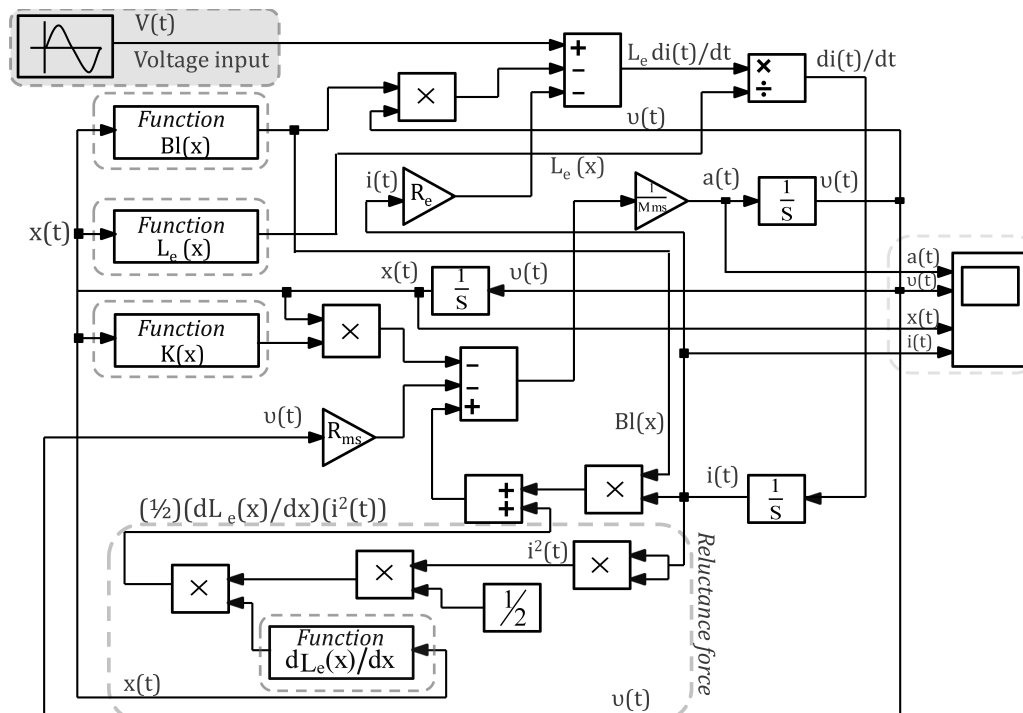 V(t)
Voltage input
+
−
−
L_e di(t)/dt
×
÷
di(t)/dt
Function
Bl(x)
×
υ(t)
L_e(x)
i(t)
R_e
1/Mms
a(t)
1/S
υ(t)
x(t)
Function
L_e(x)
x(t)
1/S
υ(t)
a(t)
υ(t)
x(t)
i(t)
Function
K(x)
×
−
−
+
υ(t)
R_ms
Bl(x)
+
+
×
i(t)
1/S
(½)(dL_e(x)/dx)(i²(t))
i²(t)
×
×
×
1/2
Function
dL_e(x)/dx
Reluctance force
x(t)
υ(t)